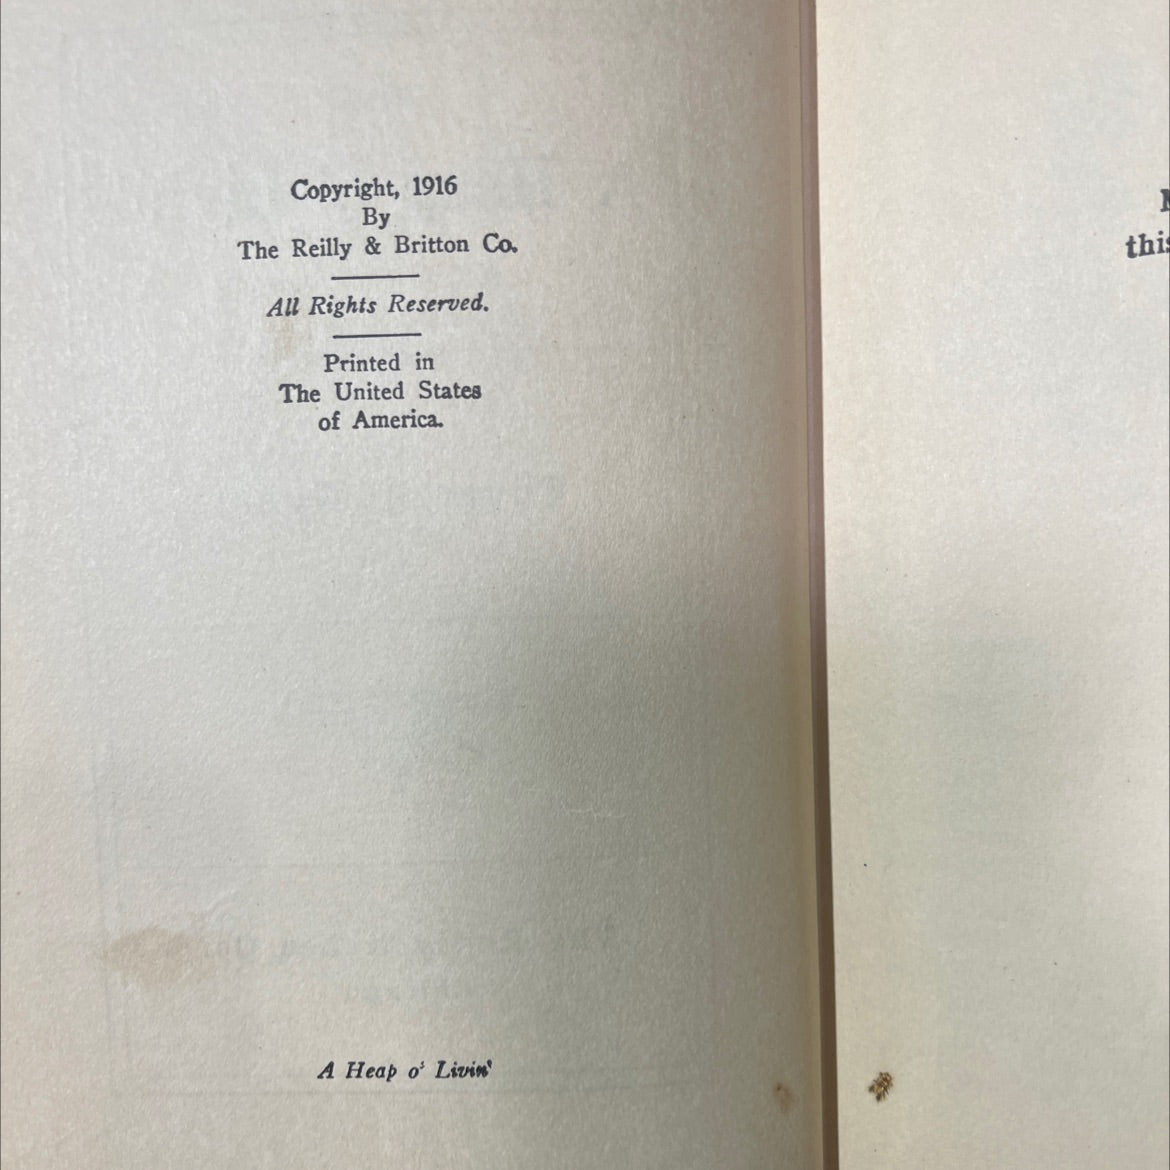 Copyright, 1916
By
The Reilly & Britton Co.
All Rights Reserved.
Printed in
The United States
of America.
A Heap o' Livin'